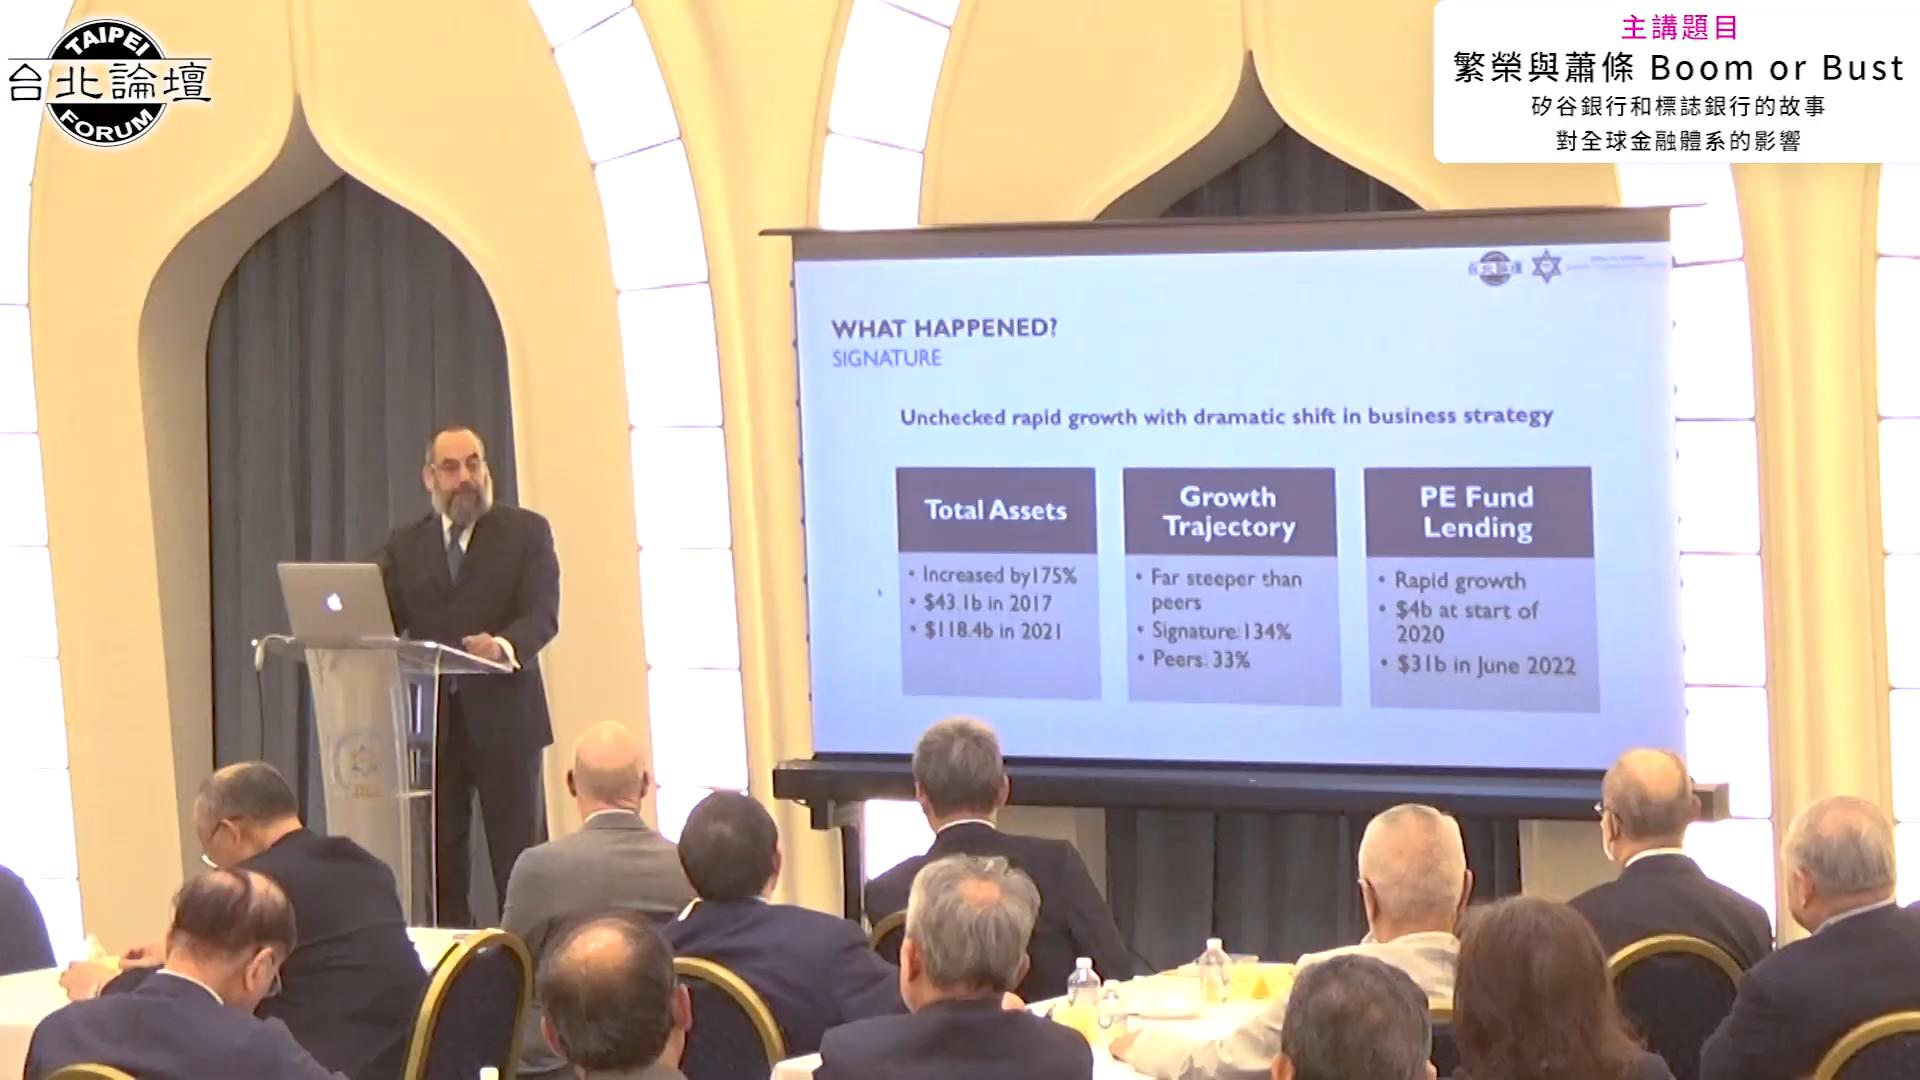 TAIPEI
台北論壇
FORUM
主講題目
繁榮與蕭條 Boom or Bust
矽谷銀行和標誌銀行的故事
對全球金融體系的影響
台北論壇
WHAT HAPPENED?
SIGNATURE
Unchecked rapid growth with dramatic shift in business strategy
Total Assets
• Increased by175%
• $43.1b in 2017
• $118.4b in 2021
Growth
Trajectory
• Far steeper than
peers
• Signature:134%
• Peers: 33%
PE Fund
Lending
• Rapid growth
• $4b at start of
2020
• $31b in June 2022